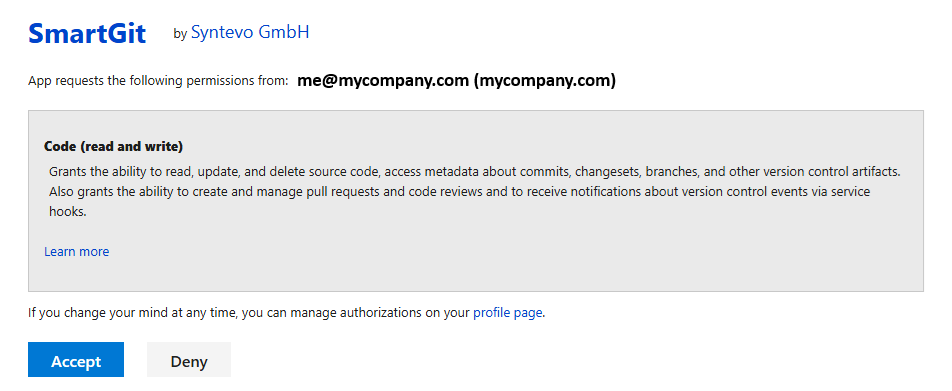 SmartGit by Syntevo GmbH
App requests the following permissions from: me@mycompany.com (mycompany.com)
Code (read and write)
Grants the ability to read, update, and delete source code, access metadata about commits, changesets, branches, and other version control artifacts.
Also grants the ability to create and manage pull requests and code reviews and to receive notifications about version control events via service
hooks.
Learn more
If you change your mind at any time, you can manage authorizations on your profile page.
Accept Deny